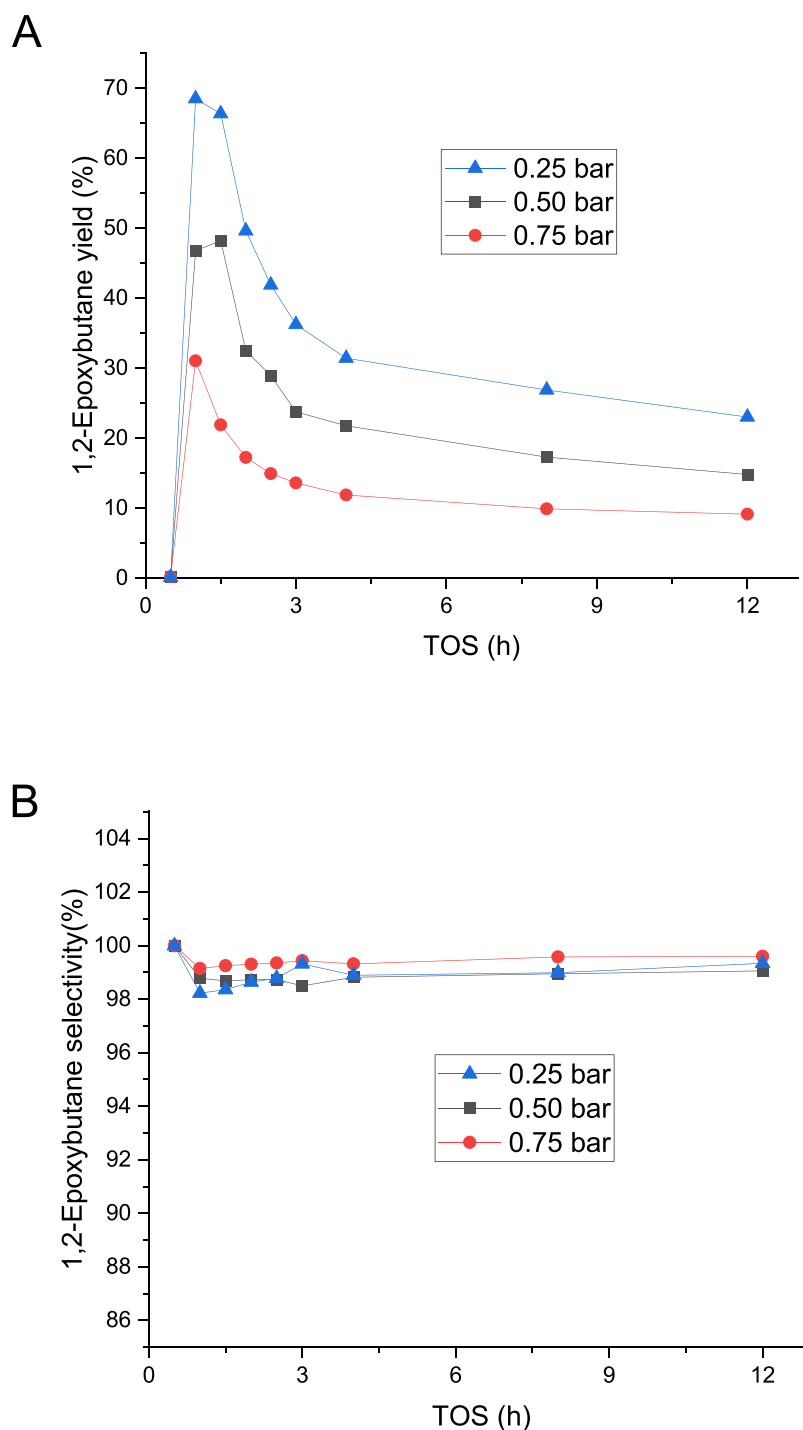 A
1,2-Epoxybutane yield (%)
70
60
50
40
30
20
10
0
0.25 bar
0.50 bar
0.75 bar
0 3 6 9 12
TOS (h)
B
1,2-Epoxybutane selectivity(%)
104
102
100
98
96
94
92
90
88
86
0.25 bar
0.50 bar
0.75 bar
0 3 6 9 12
TOS (h)